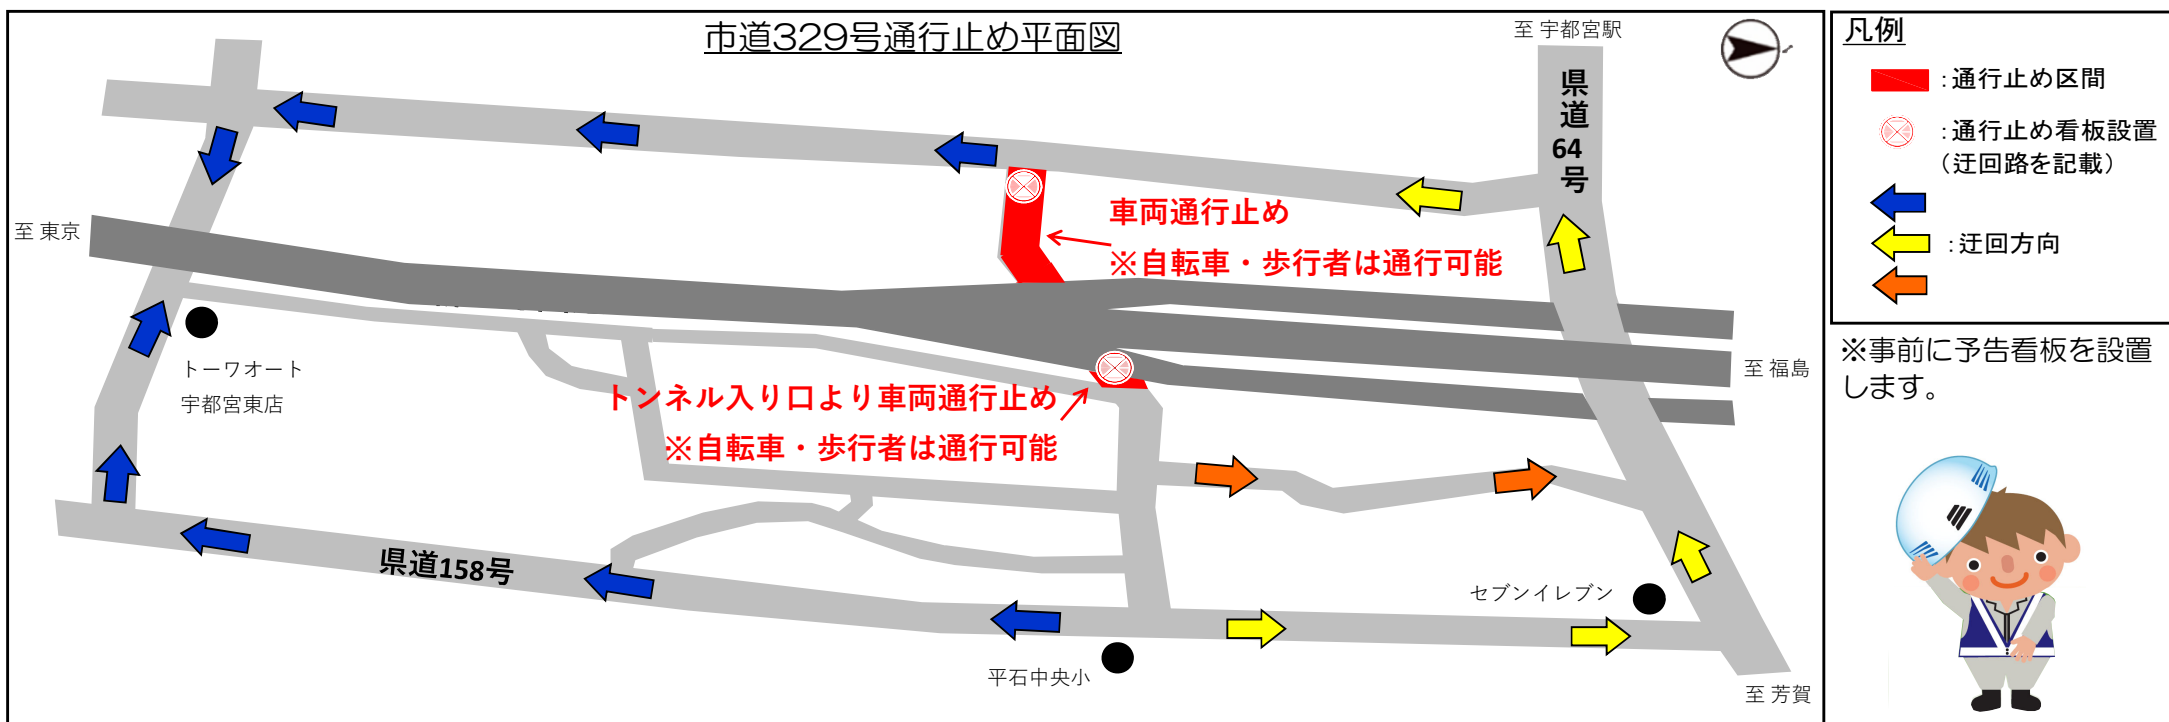 市道329号通行止め平面図
至 宇都宮駅
県道64号
至 東京
車両通行止め
※自転車・歩行者は通行可能
至 福島
トーワオート
宇都宮東店
トンネル入り口より車両通行止め
※自転車・歩行者は通行可能
県道158号
セブンイレブン
平石中央小
至 芳賀
凡例
：通行止め区間
：通行止め看板設置
（迂回路を記載）
：迂回方向
※事前に予告看板を設置
します。